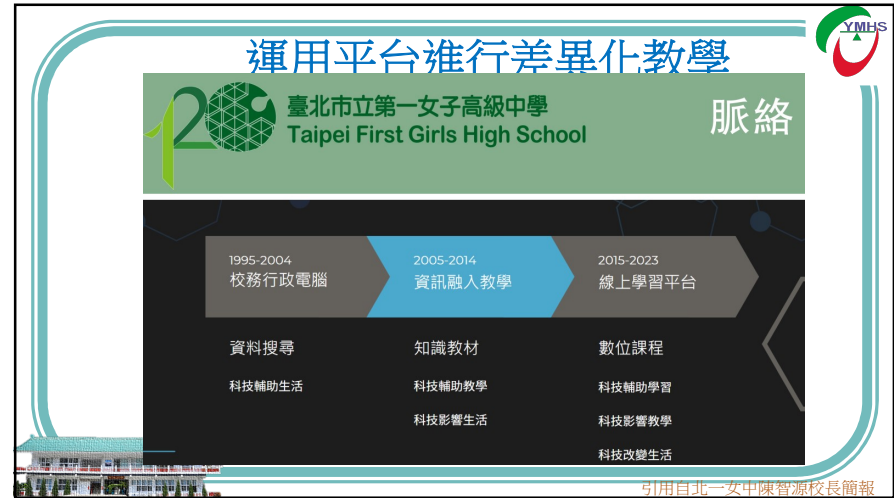 YMHS
運用平台進行差異化教學
120
臺北市立第一女子高級中學
Taipei First Girls High School
脈絡
1995-2004
校務行政電腦
2005-2014
資訊融入教學
2015-2023
線上學習平台
資料搜尋
知識教材
數位課程
科技輔助生活
科技輔助教學
科技輔助學習
科技影響生活
科技影響教學
科技改變生活
引用自北一女中陳智源校長簡報